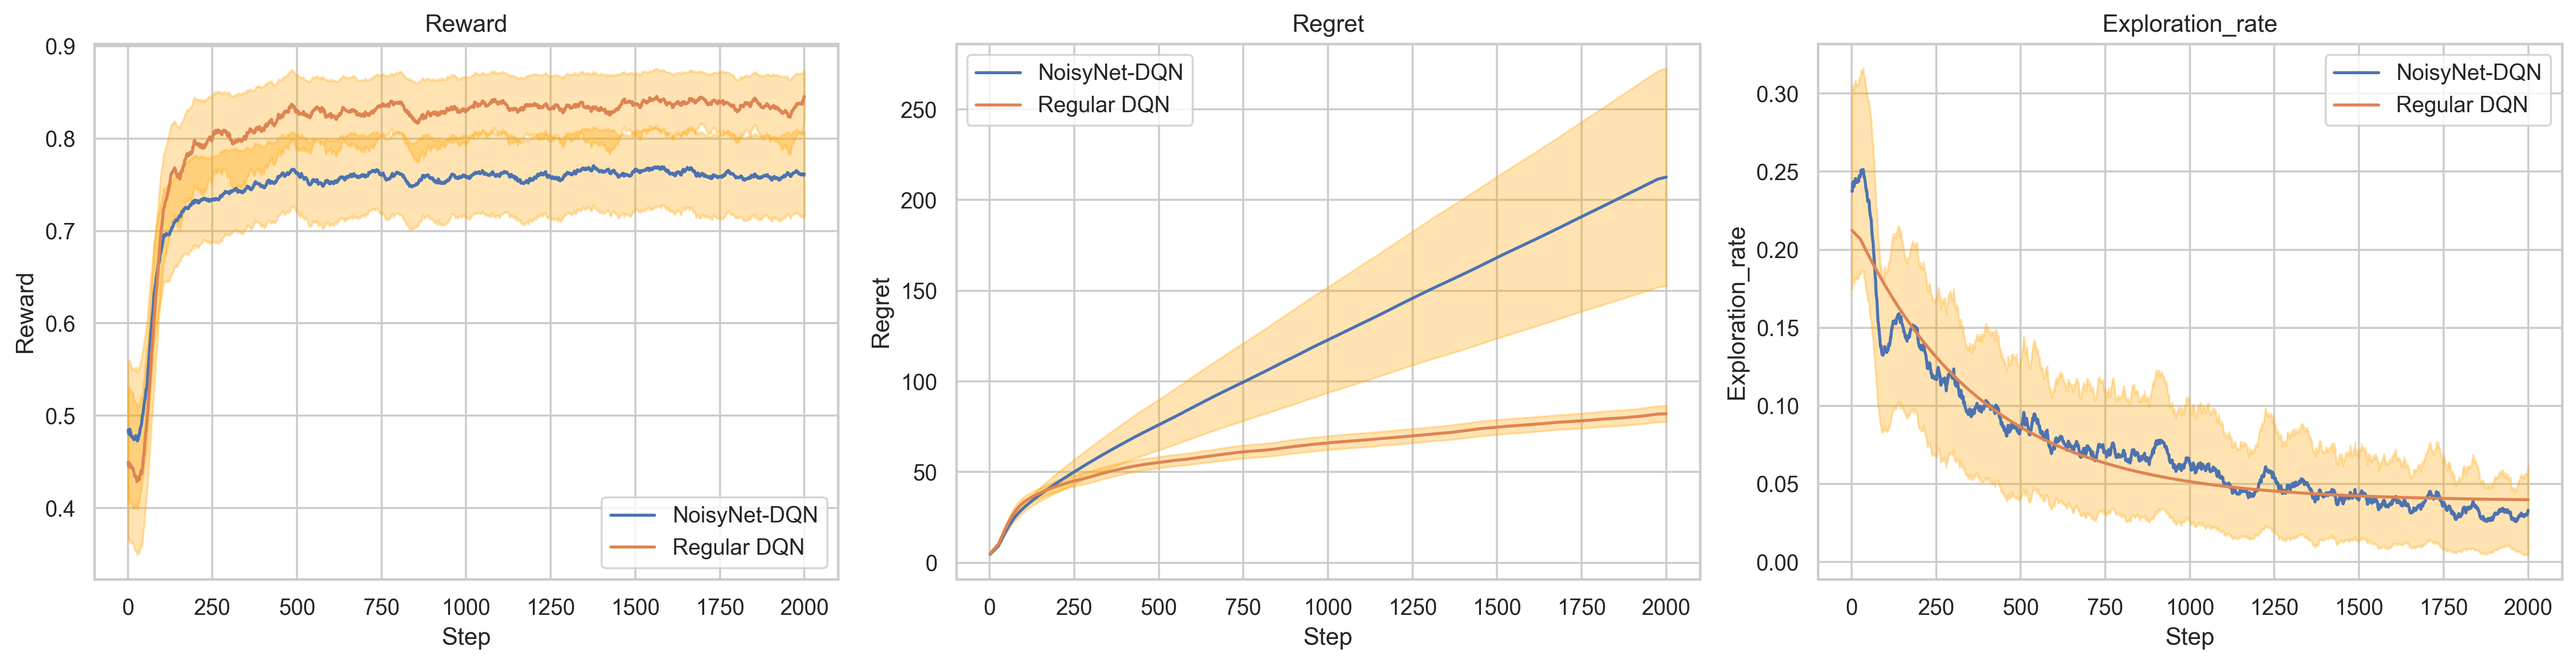 Reward
Reward
0.9
0.8
0.7
0.6
0.5
0.4
NoisyNet-DQN
Regular DQN
0 250 500 750 1000 1250 1500 1750 2000
Step
Regret
Regret
250
200
150
100
50
0
NoisyNet-DQN
Regular DQN
0 250 500 750 1000 1250 1500 1750 2000
Step
Exploration_rate
Exploration_rate
0.30
0.25
0.20
0.15
0.10
0.05
0.00
NoisyNet-DQN
Regular DQN
0 250 500 750 1000 1250 1500 1750 2000
Step